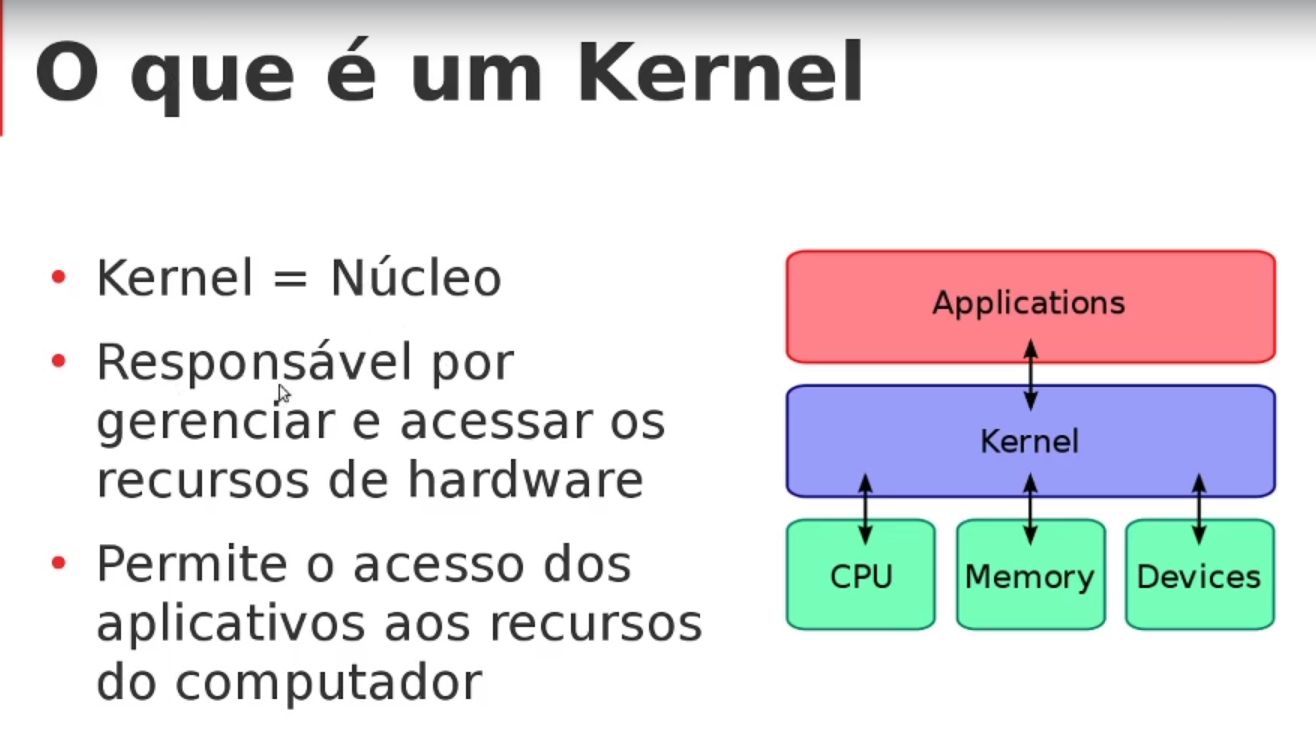 O que é um Kernel
• Kernel = Núcleo
• Responsável por
gerenciar e acessar os
recursos de hardware
• Permite o acesso dos
aplicativos aos recursos
do computador
Applications
Kernel
CPU Memory Devices